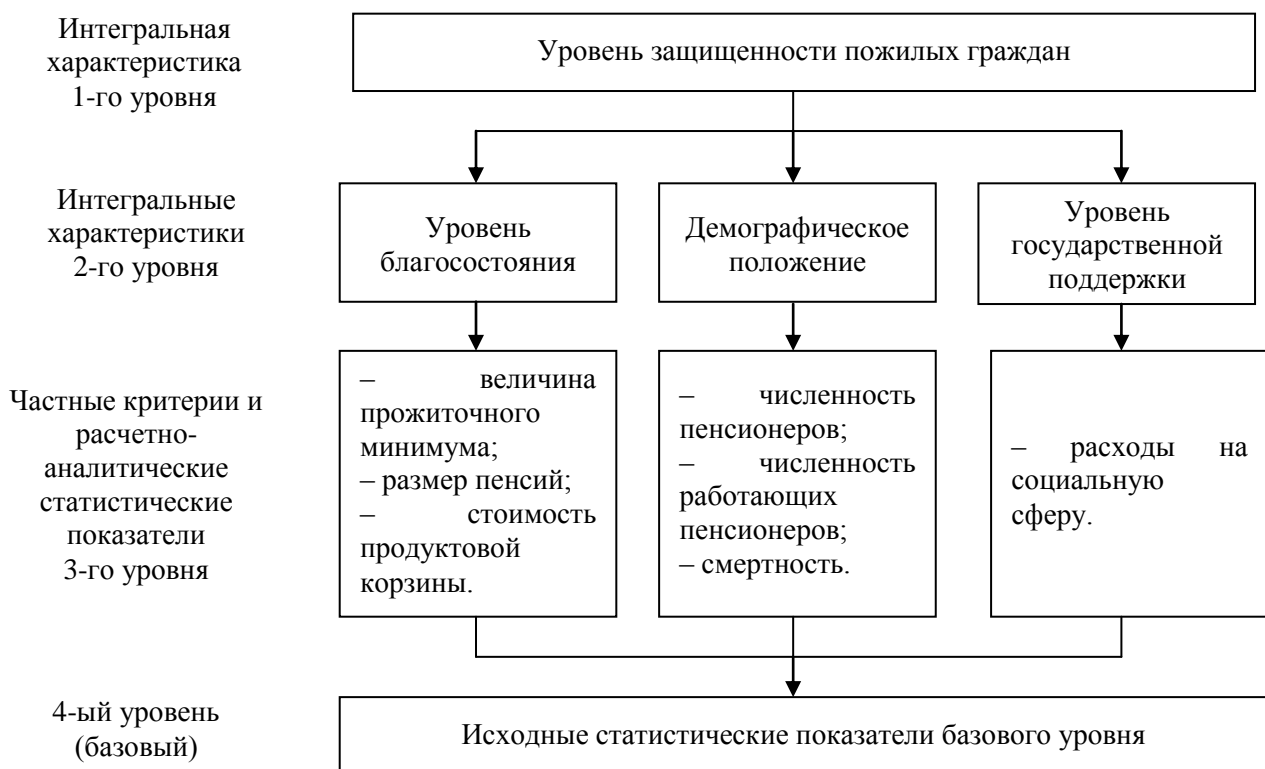 Интегральная
характеристика
1-го уровня
Уровень защищенности пожилых граждан
Интегральные
характеристики
2-го уровня
Уровень
благосостояния
Демографическое
положение
Уровень
государственной
поддержки
Частные критерии и
расчетно-
аналитические
статистические
показатели
3-го уровня
– величина
прожиточного
минимума;
– размер пенсий;
– стоимость
продуктовой
корзины.
– численность
пенсионеров;
– численность
работающих
пенсионеров;
– смертность.
– расходы на
социальную
сферу.
4-ый уровень
(базовый)
Исходные статистические показатели базового уровня